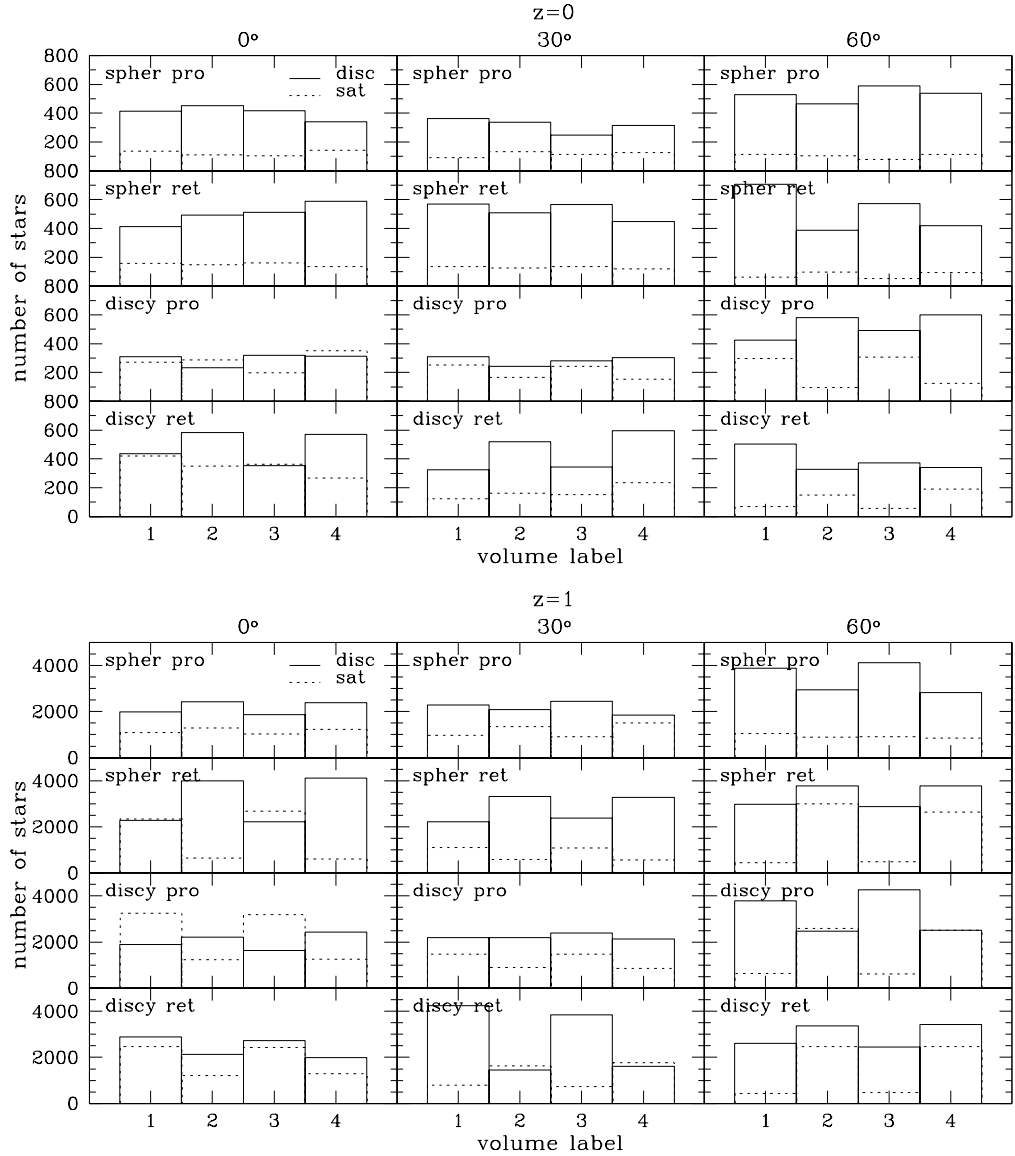 z=0
0° 30° 60°
800
spher pro disc spher pro spher pro
sat
600
400
200
800
spher ret spher ret spher ret
600
400
200
800
discy pro discy pro discy pro
600
400
200
800
discy ret discy ret discy ret
600
400
200
0
number of stars
1 2 3 4 1 2 3 4 1 2 3 4
volume label
z=1
0° 30° 60°
spher pro disc spher pro spher pro
4000
sat
2000
0
spher ret spher ret spher ret
4000
2000
0
discy pro discy pro discy pro
4000
2000
0
discy ret discy ret discy ret
4000
2000
0
number of stars
1 2 3 4 1 2 3 4 1 2 3 4
volume label